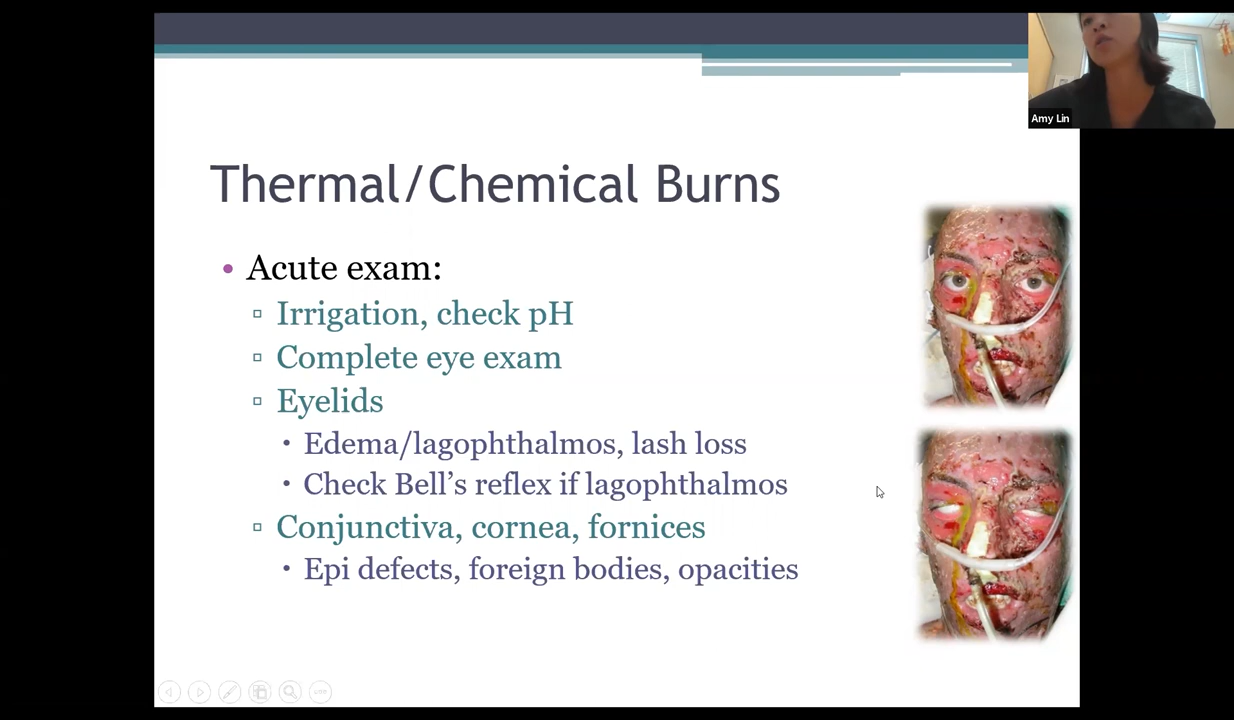 Amy Lin
Thermal/Chemical Burns
• Acute exam:
▫ Irrigation, check pH
▫ Complete eye exam
▫ Eyelids
• Edema/lagophthalmos, lash loss
• Check Bell’s reflex if lagophthalmos
▫ Conjunctiva, cornea, fornices
• Epi defects, foreign bodies, opacities